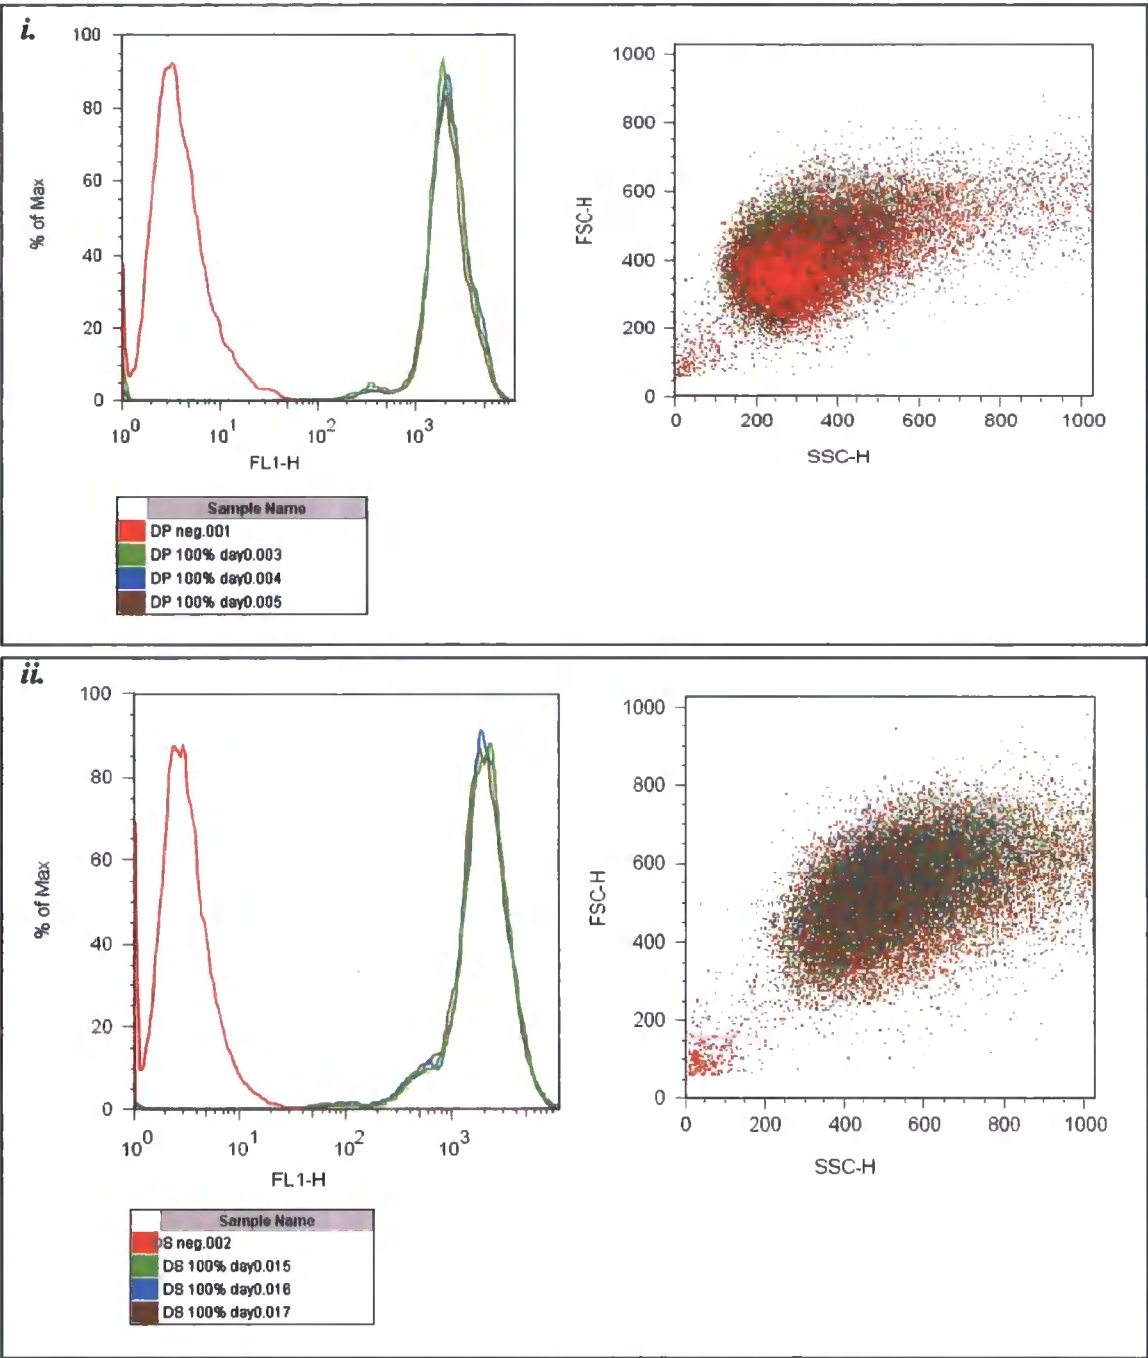 i.
100
80
60
40
20
0
% of Max
10^0 10^1 10^2 10^3
FL1-H
1000
800
600
400
200
0
FSC-H
0 200 400 600 800 1000
SSC-H
Sample Name
DP neg.001
DP 100% day0.003
DP 100% day0.004
DP 100% day0.005
ii.
100
80
60
40
20
0
% of Max
10^0 10^1 10^2 10^3
FL1-H
1000
800
600
400
200
0
FSC-H
0 200 400 600 800 1000
SSC-H
Sample Name
DS neg.002
DS 100% day0.015
DS 100% day0.016
DS 100% day0.017